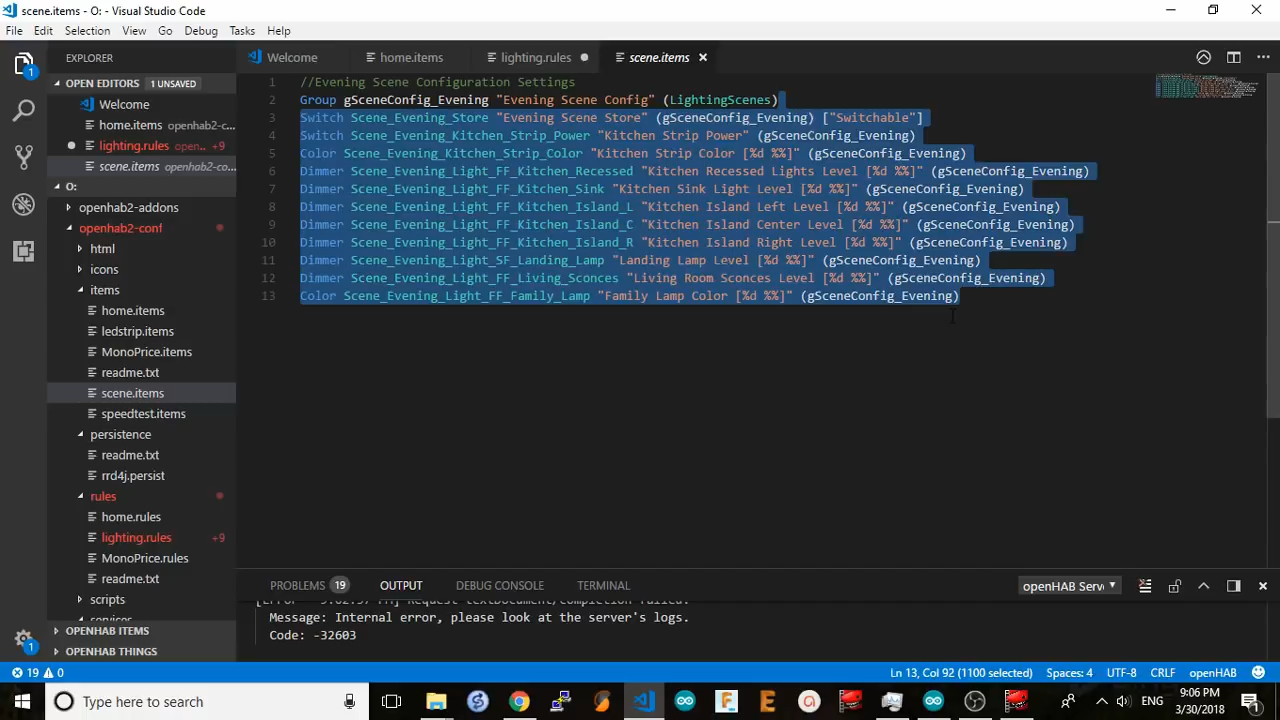 scene.items - O: - Visual Studio Code
File Edit Selection View Go Debug Tasks Help
EXPLORER
Welcome home.items lighting.rules scene.items
OPEN EDITORS 1 UNSAVED
Welcome
home.items openhab2-c...
lighting.rules open... +9
scene.items openhab2-co...
O:
openhab2-addons
openhab2-conf
html
icons
items
home.items
ledstrip.items
MonoPrice.items
readme.txt
scene.items
speedtest.items
persistence
readme.txt
rrd4j.persist
rules
home.rules
lighting.rules +9
MonoPrice.rules
readme.txt
scripts
OPENHAB ITEMS
OPENHAB THINGS
1 //Evening Scene Configuration Settings
2 Group gSceneConfig_Evening "Evening Scene Config" (LightingScenes)
3 Switch Scene_Evening_Store "Evening Scene Store" (gSceneConfig_Evening) ["Switchable"]
4 Switch Scene_Evening_Kitchen_Strip_Power "Kitchen Strip Power" (gSceneConfig_Evening)
5 Color Scene_Evening_Kitchen_Strip_Color "Kitchen Strip Color [%d %%]" (gSceneConfig_Evening)
6 Dimmer Scene_Evening_Light_FF_Kitchen_Recessed "Kitchen Recessed Lights Level [%d %%]" (gSceneConfig_Evening)
7 Dimmer Scene_Evening_Light_FF_Kitchen_Sink "Kitchen Sink Light Level [%d %%]" (gSceneConfig_Evening)
8 Dimmer Scene_Evening_Light_FF_Kitchen_Island_L "Kitchen Island Left Level [%d %%]" (gSceneConfig_Evening)
9 Dimmer Scene_Evening_Light_FF_Kitchen_Island_C "Kitchen Island Center Level [%d %%]" (gSceneConfig_Evening)
10 Dimmer Scene_Evening_Light_FF_Kitchen_Island_R "Kitchen Island Right Level [%d %%]" (gSceneConfig_Evening)
11 Dimmer Scene_Evening_Light_SF_Landing_Lamp "Landing Lamp Level [%d %%]" (gSceneConfig_Evening)
12 Dimmer Scene_Evening_Light_FF_Living_Sconces "Living Room Sconces Level [%d %%]" (gSceneConfig_Evening)
13 Color Scene_Evening_Light_FF_Family_Lamp "Family Lamp Color [%d %%]" (gSceneConfig_Evening)
PROBLEMS 19 OUTPUT DEBUG CONSOLE TERMINAL openHAB Serv
Message: Internal error, please look at the server's logs.
Code: -32603
19 0 Ln 13, Col 92 (1100 selected) Spaces: 4 UTF-8 CRLF openHAB
Type here to search
ENG
9:06 PM
3/30/2018